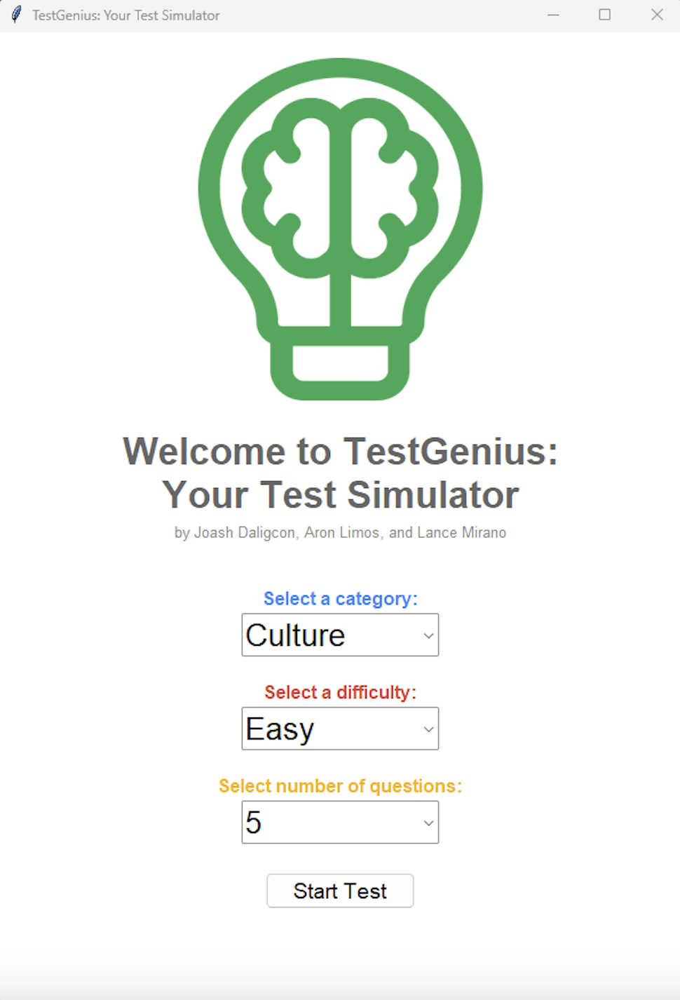 TestGenius: Your Test Simulator
Welcome to TestGenius:
Your Test Simulator
by Joash Daligcon, Aron Limos, and Lance Mirano
Select a category:
Culture
Select a difficulty:
Easy
Select number of questions:
5
Start Test